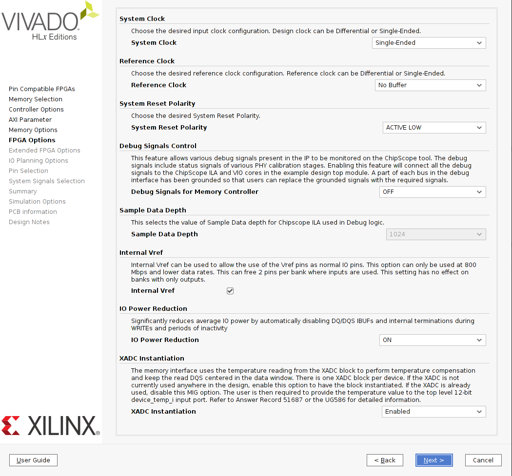 VIVADO
HLx Editions
Pin Compatible FPGAs
Memory Selection
Controller Options
AXI Parameter
Memory Options
FPGA Options
Extended FPGA Options
IO Planning Options
Pin Selection
System Signals Selection
Summary
Simulation Options
PCB Information
Design Notes
XILINX
System Clock
Choose the desired input clock configuration. Design clock can be Differential or Single-Ended.
System Clock Single-Ended
Reference Clock
Choose the desired reference clock configuration. Reference clock can be Differential or Single-Ended.
Reference Clock No Buffer
System Reset Polarity
Choose the desired System Reset Polarity.
System Reset Polarity ACTIVE LOW
Debug Signals Control
This feature allows various debug signals present in the IP to be monitored on the ChipScope tool. The debug
signals include status signals of various PHY calibration stages. Enabling this feature will connect all the debug
signals to the ChipScope ILA and VIO cores in the example design top module. A part of each bus in the debug
interface has been grounded so that users can replace the grounded signals with the required signals.
Debug Signals for Memory Controller OFF
Sample Data Depth
This selects the value of Sample Data depth for Chipscope ILA used in Debug logic.
Sample Data Depth 1024
Internal Vref
Internal Vref can be used to allow the use of the Vref pins as normal IO pins. This option can only be used at 800
Mbps and lower data rates. This can free 2 pins per bank where inputs are used. This setting has no effect on
banks with only outputs.
Internal Vref
IO Power Reduction
Significantly reduces average IO power by automatically disabling DQ/DQS IBUFs and internal terminations during
WRITEs and periods of inactivity
IO Power Reduction ON
XADC Instantiation
The memory interface uses the temperature reading from the XADC block to perform temperature compensation
and keep the read DQS centered in the data window. There is one XADC block per device. If the XADC is not
currently used anywhere in the design, enable this option to have the block instantiated. If the XADC is already
used, disable this MIG option. The user is then required to provide the temperature value to the top level 12-bit
device_temp_i input port. Refer to Answer Record 51687 or the UG586 for detailed information.
XADC Instantiation Enabled
User Guide
< Back
Next >
Cancel